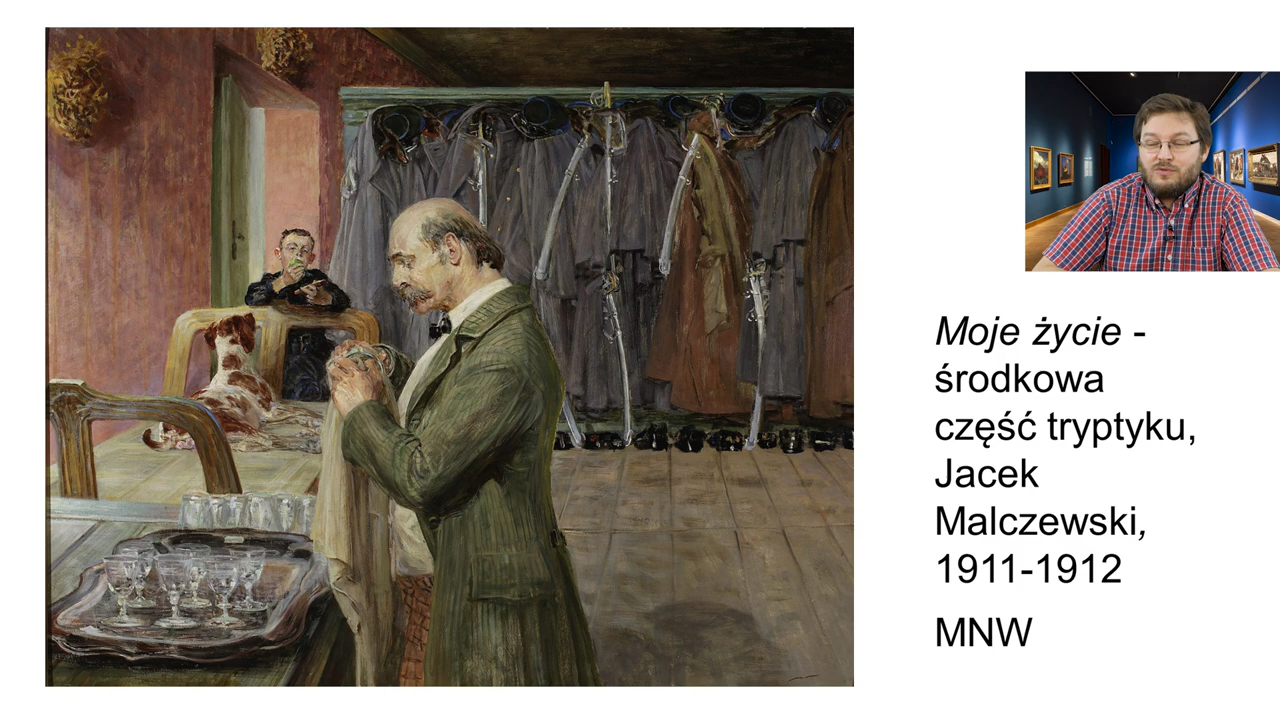 Moje życie -
środkowa
część tryptyku,
Jacek
Malczewski,
1911-1912
MNW